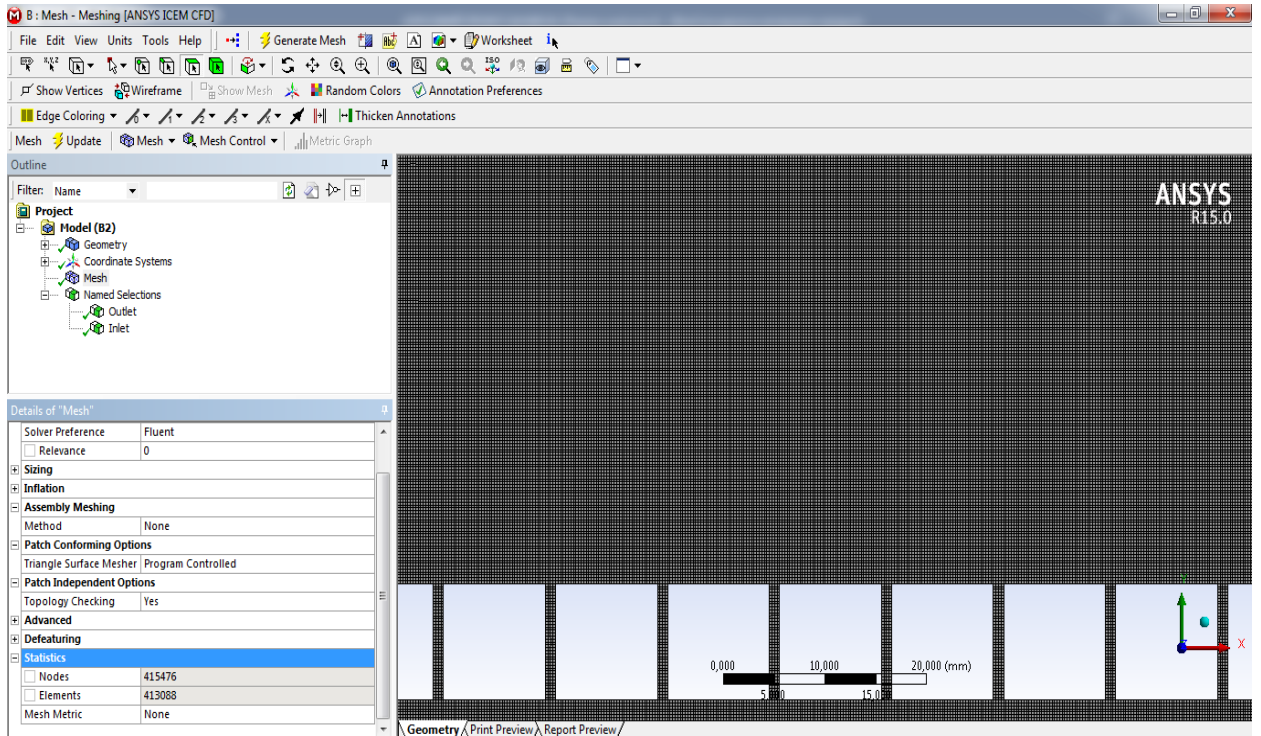 B : Mesh - Meshing [ANSYS ICEM CFD]
File Edit View Units Tools Help Generate Mesh Worksheet
Show Vertices Wireframe Show Mesh Random Colors Annotation Preferences
Edge Coloring Thicken Annotations
Mesh Update Mesh Mesh Control Metric Graph
Outline
Filter: Name
Project
Model (B2)
Geometry
Coordinate Systems
Mesh
Named Selections
Outlet
Inlet
Details of "Mesh"
Solver Preference Fluent
Relevance 0
Sizing
Inflation
Assembly Meshing
Method None
Patch Conforming Options
Triangle Surface Mesher Program Controlled
Patch Independent Options
Topology Checking Yes
Advanced
Defeaturing
Statistics
Nodes 415476
Elements 413088
Mesh Metric None
ANSYS
R15.0
0,000 10,000 20,000 (mm)
X
Geometry Print Preview Report Preview